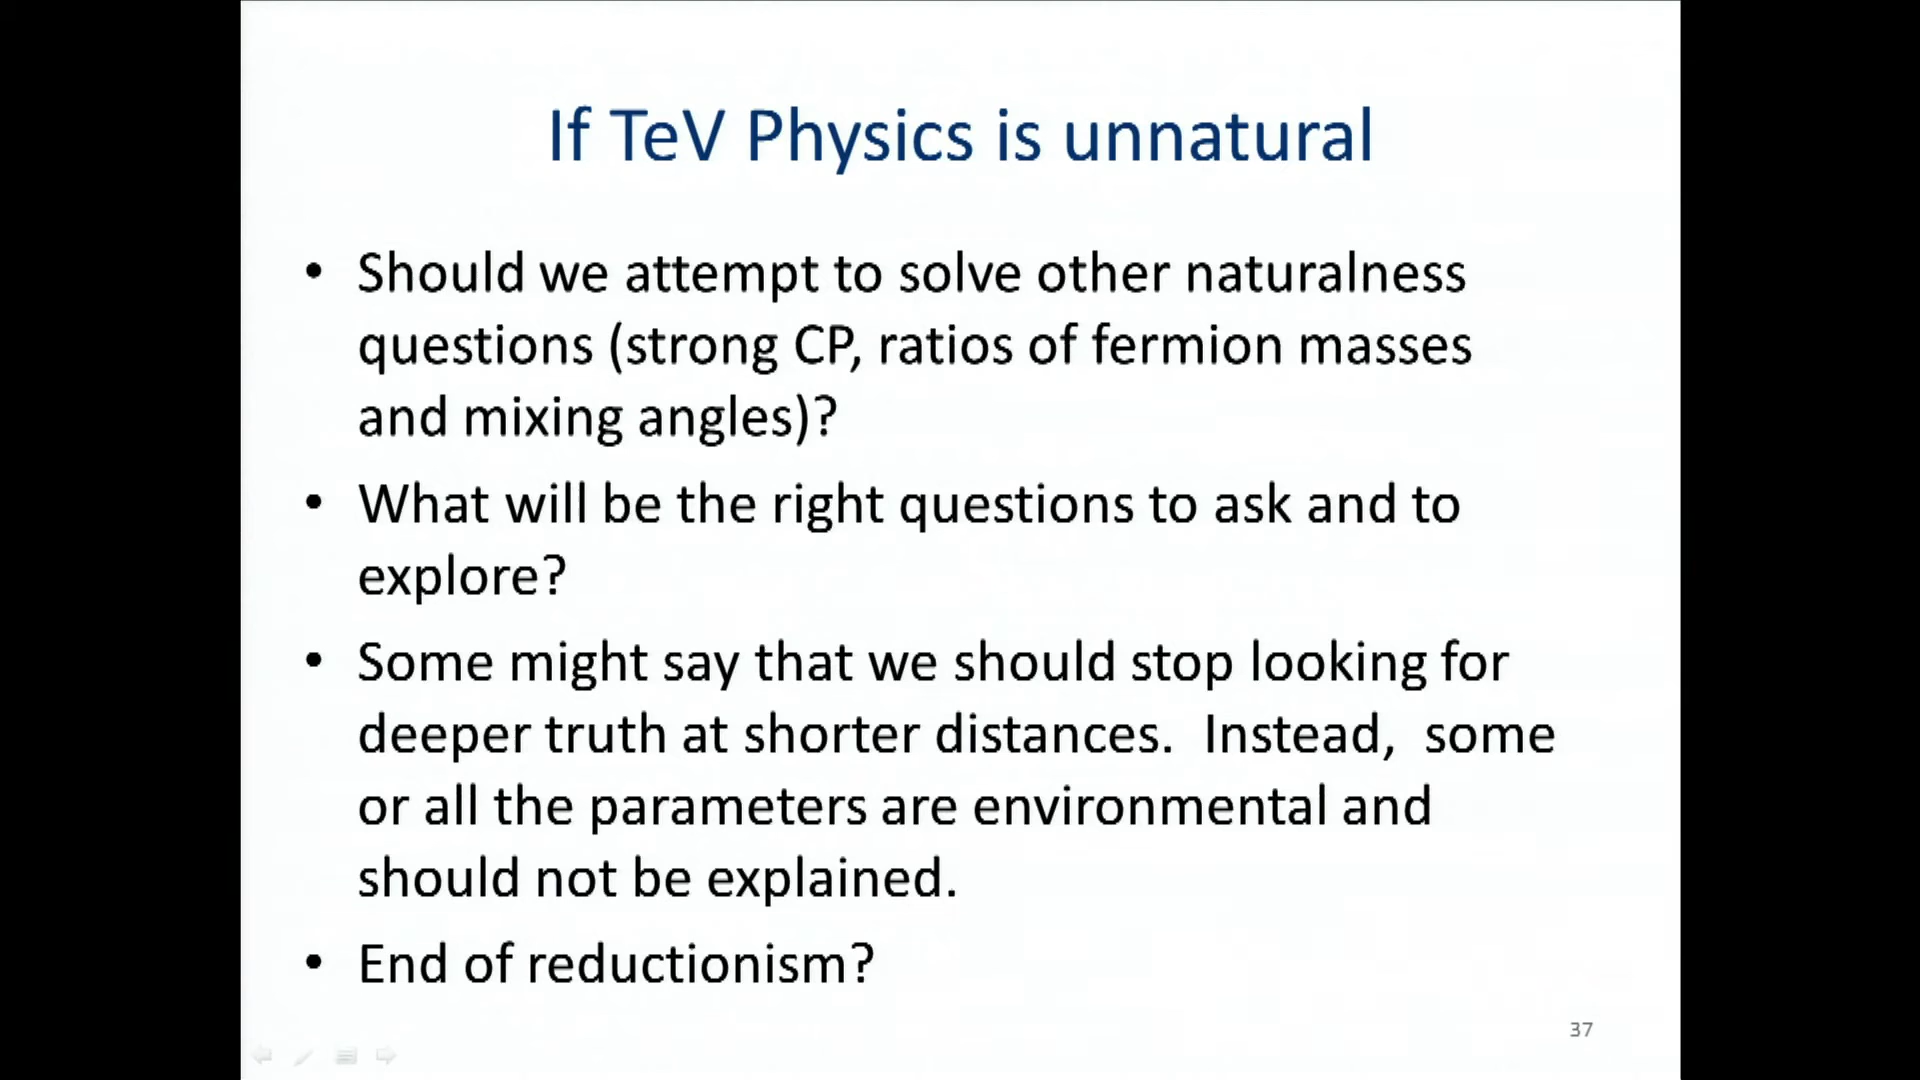 If TeV Physics is unnatural
• Should we attempt to solve other naturalness
questions (strong CP, ratios of fermion masses
and mixing angles)?
• What will be the right questions to ask and to
explore?
• Some might say that we should stop looking for
deeper truth at shorter distances.  Instead,  some
or all the parameters are environmental and
should not be explained.
• End of reductionism?
37